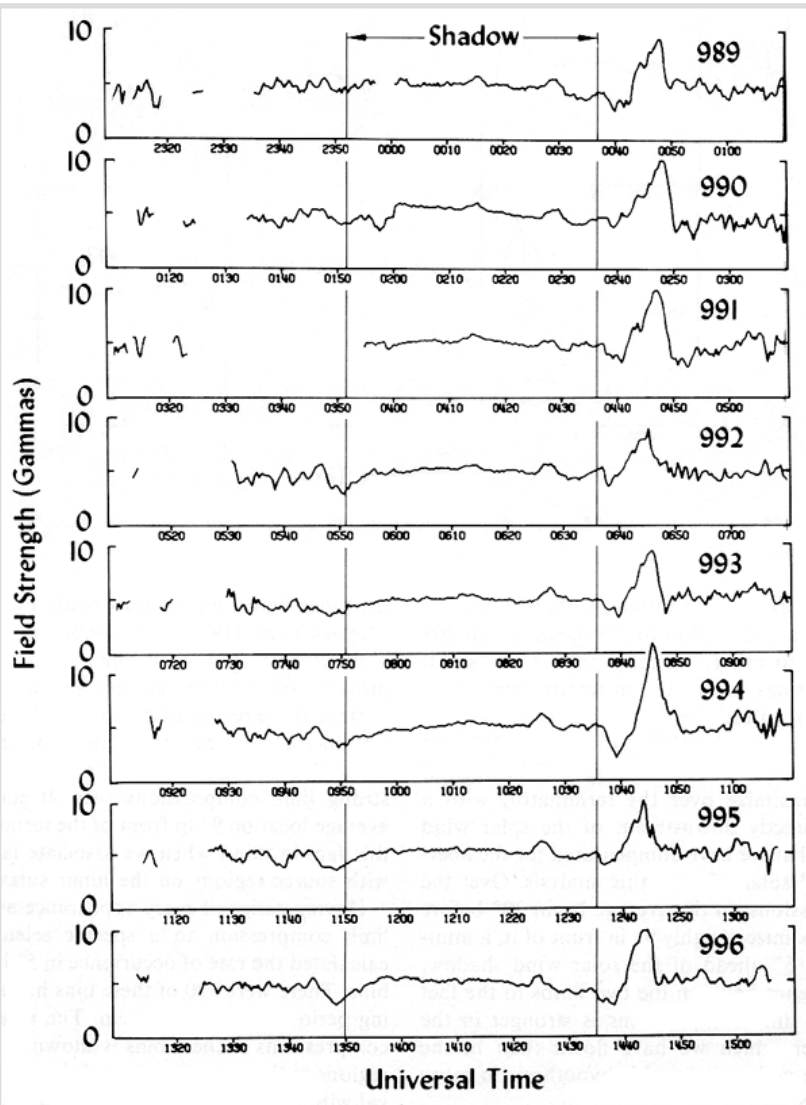 10 Shadow 989
0
2320 2330 2340 2350 0000 0010 0020 0030 0040 0050 0100
10 990
0
0120 0130 0140 0150 0200 0210 0220 0230 0240 0250 0300
10 991
0
0320 0330 0340 0350 0400 0410 0420 0430 0440 0450 0500
10 992
0
0520 0530 0540 0550 0600 0610 0620 0630 0640 0650 0700
10 993
0
0720 0730 0740 0750 0800 0810 0820 0830 0840 0850 0900
10 994
0
0920 0930 0940 0950 1000 1010 1020 1030 1040 1050 1100
10 995
0
1120 1130 1140 1150 1200 1210 1220 1230 1240 1250 1300
10 996
0
1320 1330 1340 1350 1400 1410 1420 1430 1440 1450 1500
Field Strength (Gammas)
Universal Time